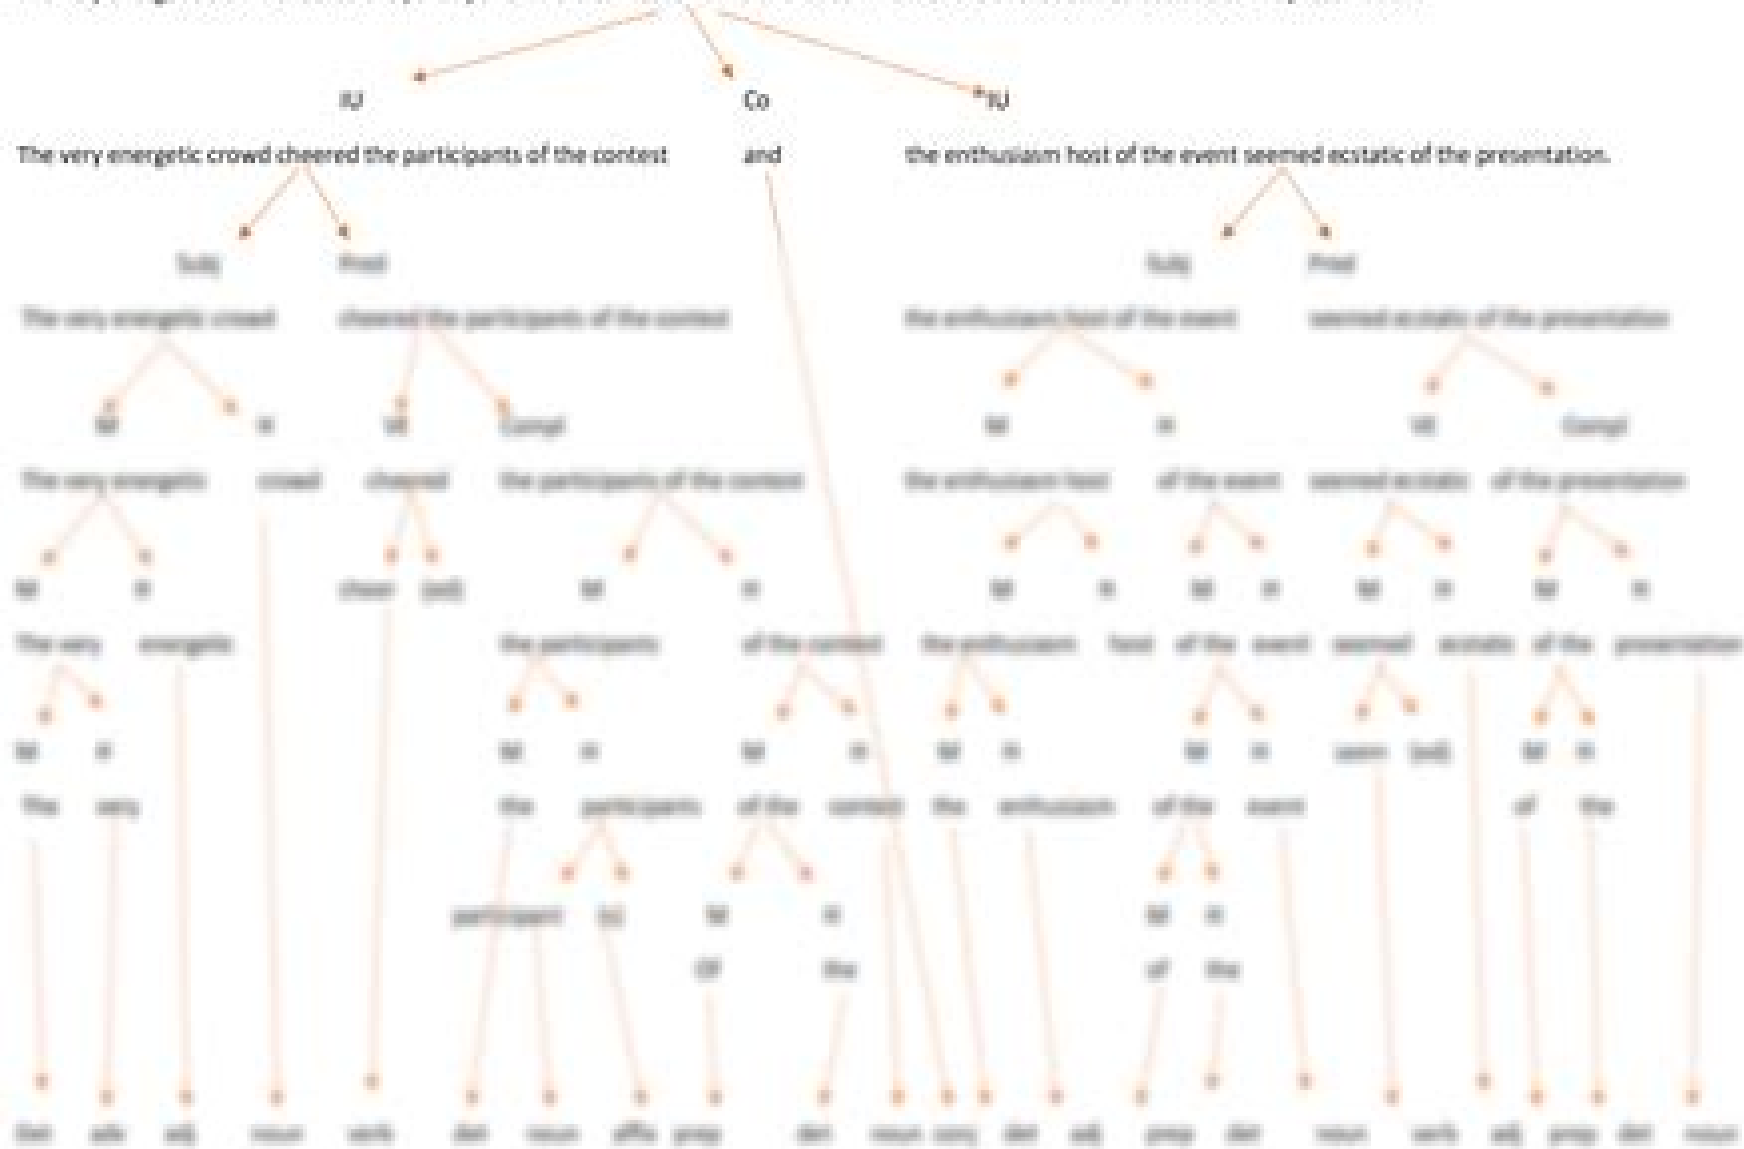 IU Co IU
The very energetic crowd cheered the participants of the contest and the enthusiasm host of the event seemed ecstatic of the presentation.
Subj Pred Subj Pred
The very energetic crowd cheered the participants of the contest the enthusiasm host of the event seemed ecstatic of the presentation
M H VE Compl M H VE Compl
The very energetic crowd cheered the participants of the contest the enthusiasm host of the event seemed ecstatic of the presentation
M H cheer (ed) M H M H M H M H M H
The very energetic the participants of the contest the enthusiasm host of the event seemed ecstatic of the presentation
M H M H M H M H M H seem (ed) M H
The very the participants of the contest the enthusiasm of the event of the
participant (s) M H M H
Of the of the
Det adv adj noun verb det noun affix prep det noun conj det adj prep det noun verb adj prep det noun